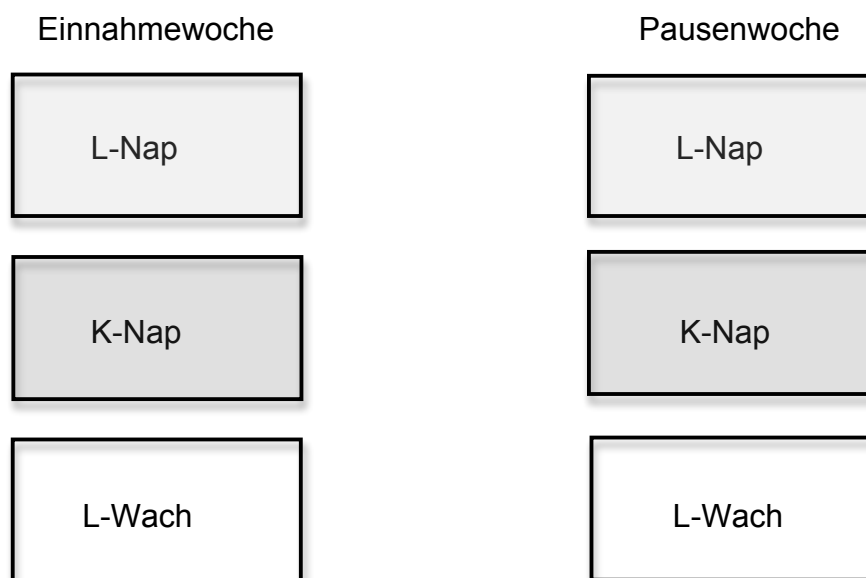 Einnahmewoche
Pausenwoche
L-Nap
L-Nap
K-Nap
K-Nap
L-Wach
L-Wach